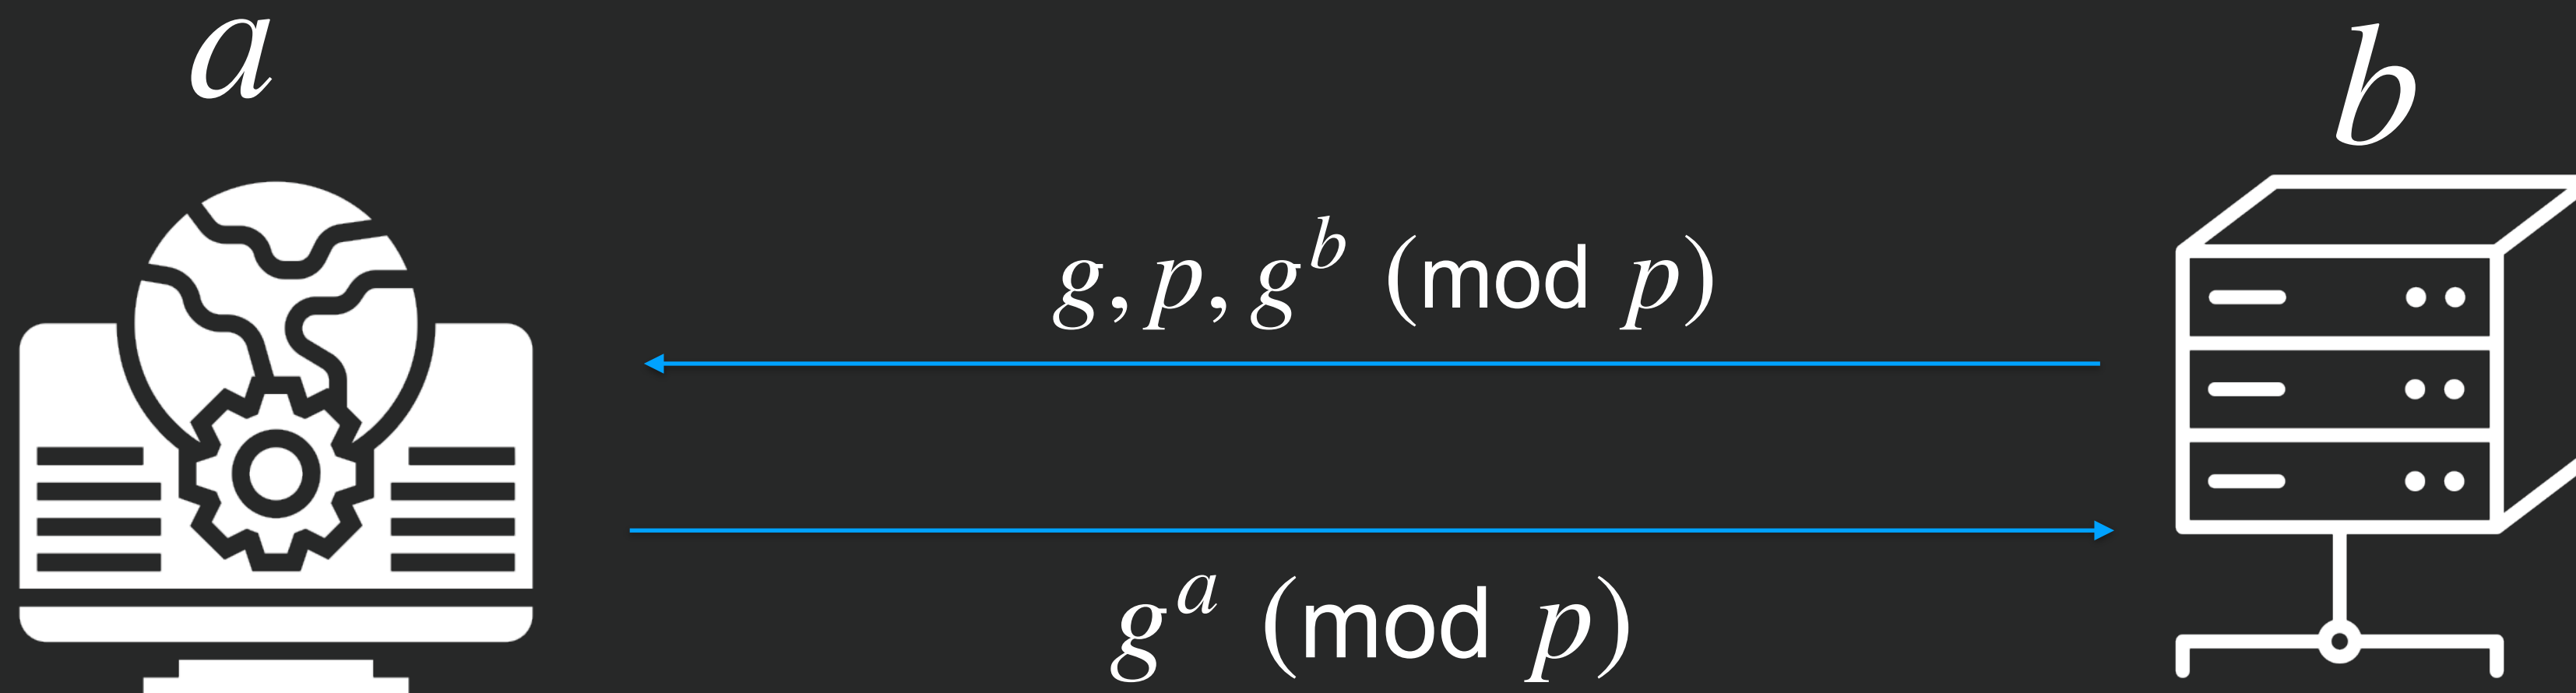 a
b
g, p, g^b (mod p)
g^a (mod p)